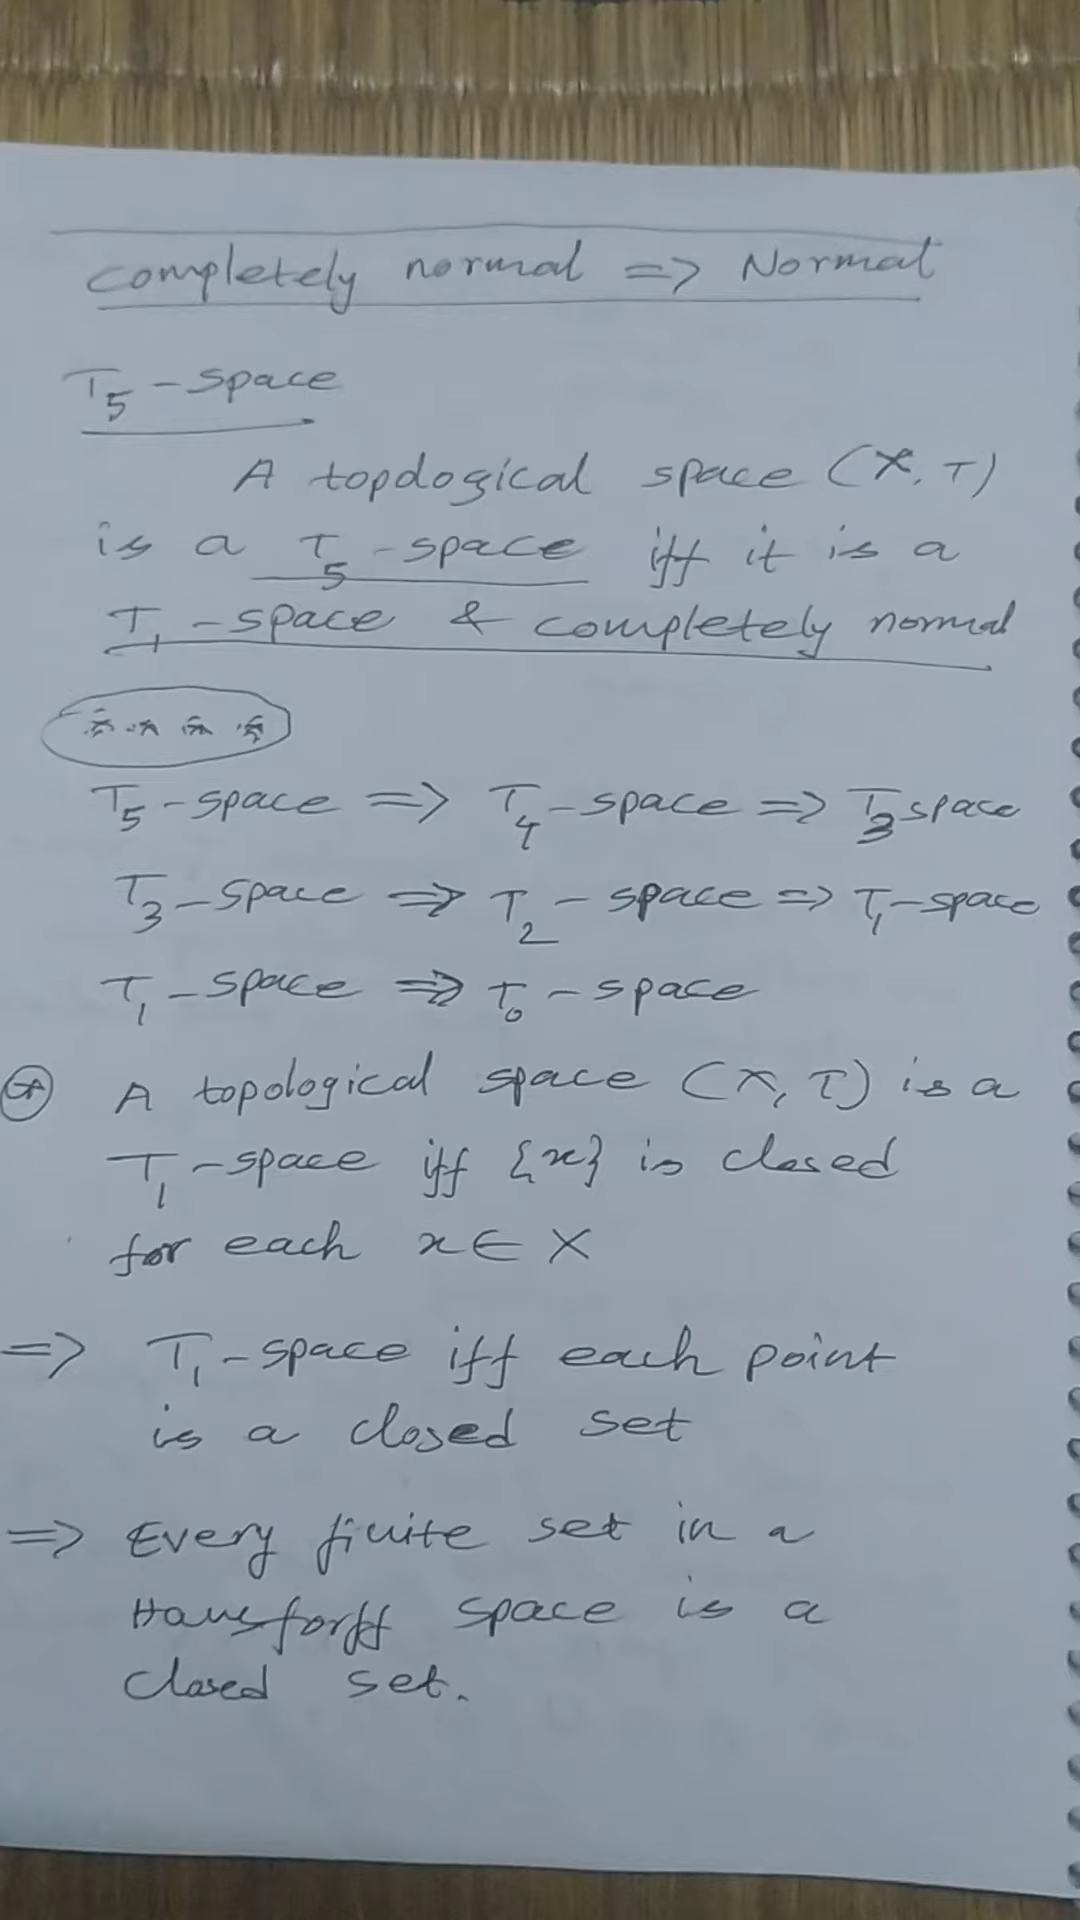 completely normal => Normal
T₅ - space
A topological space (X, T)
is a T₅ - space iff it is a
T₁ - space & completely normal
T₅ - space => T₄ - space => T₃ space
T₃ - space => T₂ - space => T₁ - space
T₁ - space => T₀ - space
A topological space (X, T) is a
T₁ - space iff {x} is closed
for each x ∈ X
=> T₁ - space iff each point
is a closed set
=> Every finite set in a
Hausforff space is a
closed set.